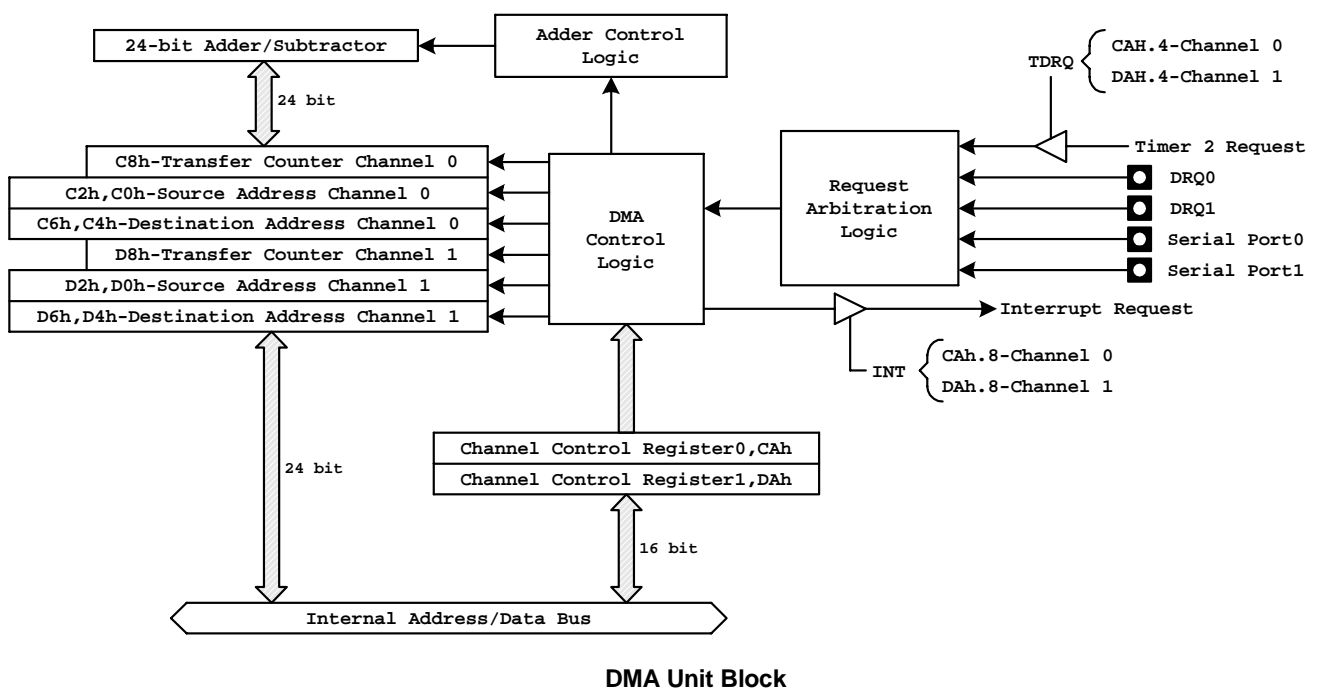 24-bit Adder/Subtractor
Adder Control
Logic
24 bit
TDRQ
CAH.4-Channel 0
DAH.4-Channel 1
C8h-Transfer Counter Channel 0
C2h,C0h-Source Address Channel 0
C6h,C4h-Destination Address Channel 0
D8h-Transfer Counter Channel 1
D2h,D0h-Source Address Channel 1
D6h,D4h-Destination Address Channel 1
DMA
Control
Logic
Request
Arbitration
Logic
Timer 2 Request
DRQ0
DRQ1
Serial Port0
Serial Port1
Interrupt Request
INT
CAh.8-Channel 0
DAh.8-Channel 1
Channel Control Register0,CAh
Channel Control Register1,DAh
24 bit
16 bit
Internal Address/Data Bus
DMA Unit Block